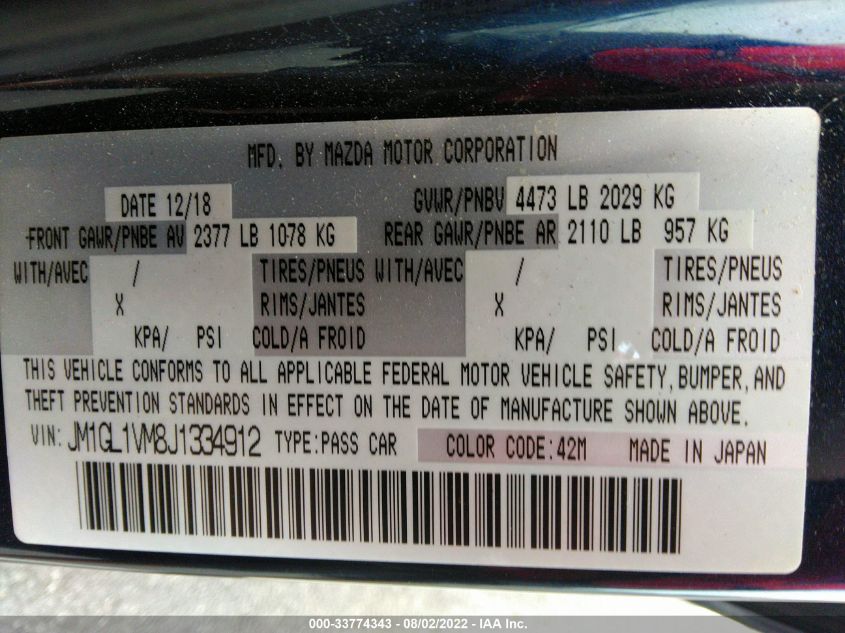 MFD. BY MAZDA MOTOR CORPORATION
DATE 12/18 GVWR/PNBV 4473 LB 2029 KG
FRONT GAWR/PNBE AV 2377 LB 1078 KG REAR GAWR/PNBE AR 2110 LB 957 KG
WITH/AVEC / TIRES/PNEUS WITH/AVEC / TIRES/PNEUS
X RIMS/JANTES X RIMS/JANTES
KPA/ PSI COLD/A FROID KPA/ PSI COLD/A FROID
THIS VEHICLE CONFORMS TO ALL APPLICABLE FEDERAL MOTOR VEHICLE SAFETY, BUMPER, AND
THEFT PREVENTION STANDARDS IN EFFECT ON THE DATE OF MANUFACTURE SHOWN ABOVE.
VIN: JM1GL1VM8J1334912 TYPE:PASS CAR COLOR CODE:42M MADE IN JAPAN
000-33774343 - 08/02/2022 - IAA Inc.